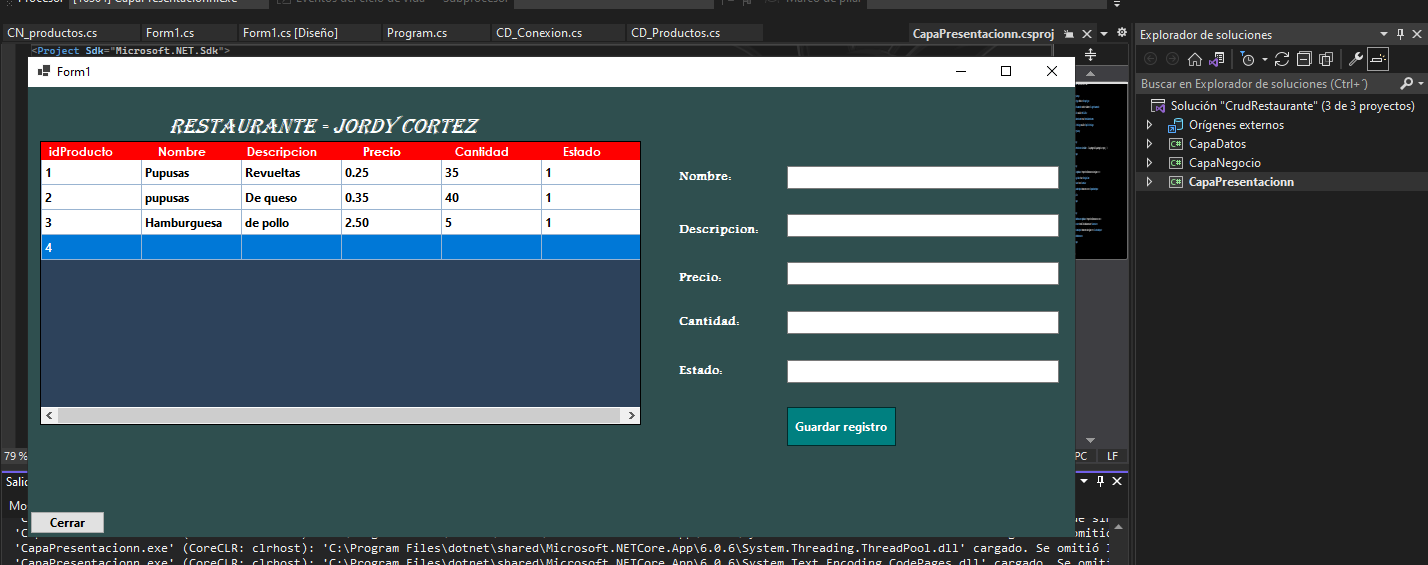 Proceso: [10304] CapaPresentacionn.exe Eventos del ciclo de vida Subproceso: Marco de pila:
CN_productos.cs Form1.cs Form1.cs [Diseño] Program.cs CD_Conexion.cs CD_Productos.cs CapaPresentacionn.csproj
<Project Sdk="Microsoft.NET.Sdk">
Form1
RESTAURANTE - JORDY CORTEZ
idProducto Nombre Descripcion Precio Cantidad Estado
1 Pupusas Revueltas 0.25 35 1
2 pupusas De queso 0.35 40 1
3 Hamburguesa de pollo 2.50 5 1
4
Nombre:
Descripcion:
Precio:
Cantidad:
Estado:
Guardar registro
Cerrar
Explorador de soluciones
Buscar en Explorador de soluciones (Ctrl+´)
Solución "CrudRestaurante" (3 de 3 proyectos)
Orígenes externos
CapaDatos
CapaNegocio
CapaPresentacionn
79 % PC LF
Sali
Mo
'CapaPresentacionn.exe' (CoreCLR: clrhost): 'C:\Program Files\dotnet\shared\Microsoft.NETCore.App\6.0.6\System.Threading.ThreadPool.dll' cargado. Se omitió
'CapaPresentacionn.exe' (CoreCLR: clrhost): 'C:\Program Files\dotnet\shared\Microsoft.NETCore.App\6.0.6\System.Text.Encoding.CodePages.dll' cargado. Se omiti